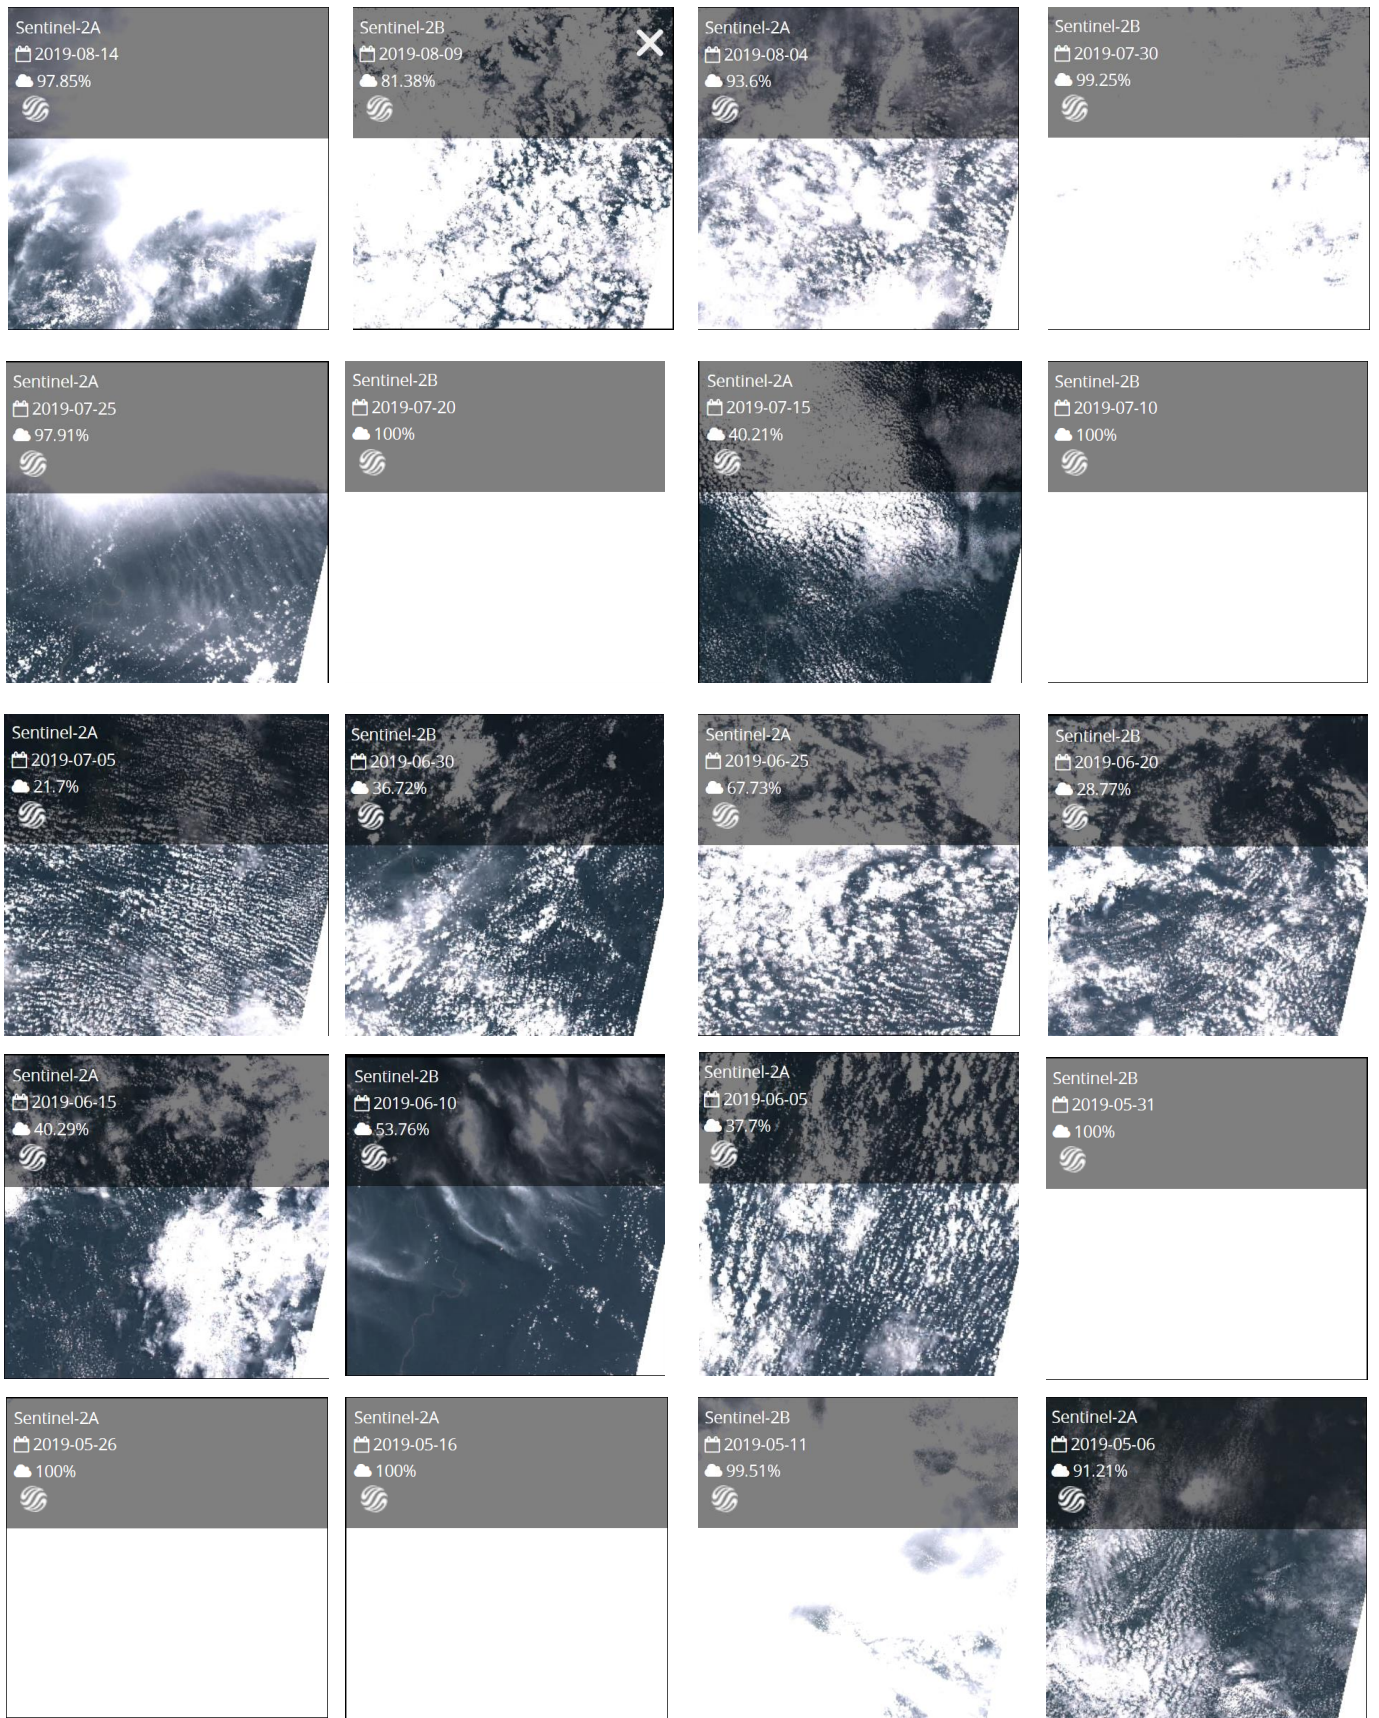 Sentinel-2A
2019-08-14
97.85%
Sentinel-2B
2019-08-09
81.38%
Sentinel-2A
2019-08-04
93.6%
Sentinel-2B
2019-07-30
99.25%
Sentinel-2A
2019-07-25
97.91%
Sentinel-2B
2019-07-20
100%
Sentinel-2A
2019-07-15
40.21%
Sentinel-2B
2019-07-10
100%
Sentinel-2A
2019-07-05
21.7%
Sentinel-2B
2019-06-30
36.72%
Sentinel-2A
2019-06-25
67.73%
Sentinel-2B
2019-06-20
28.77%
Sentinel-2A
2019-06-15
40.29%
Sentinel-2B
2019-06-10
53.76%
Sentinel-2A
2019-06-05
37.7%
Sentinel-2B
2019-05-31
100%
Sentinel-2A
2019-05-26
100%
Sentinel-2A
2019-05-16
100%
Sentinel-2B
2019-05-11
99.51%
Sentinel-2A
2019-05-06
91.21%